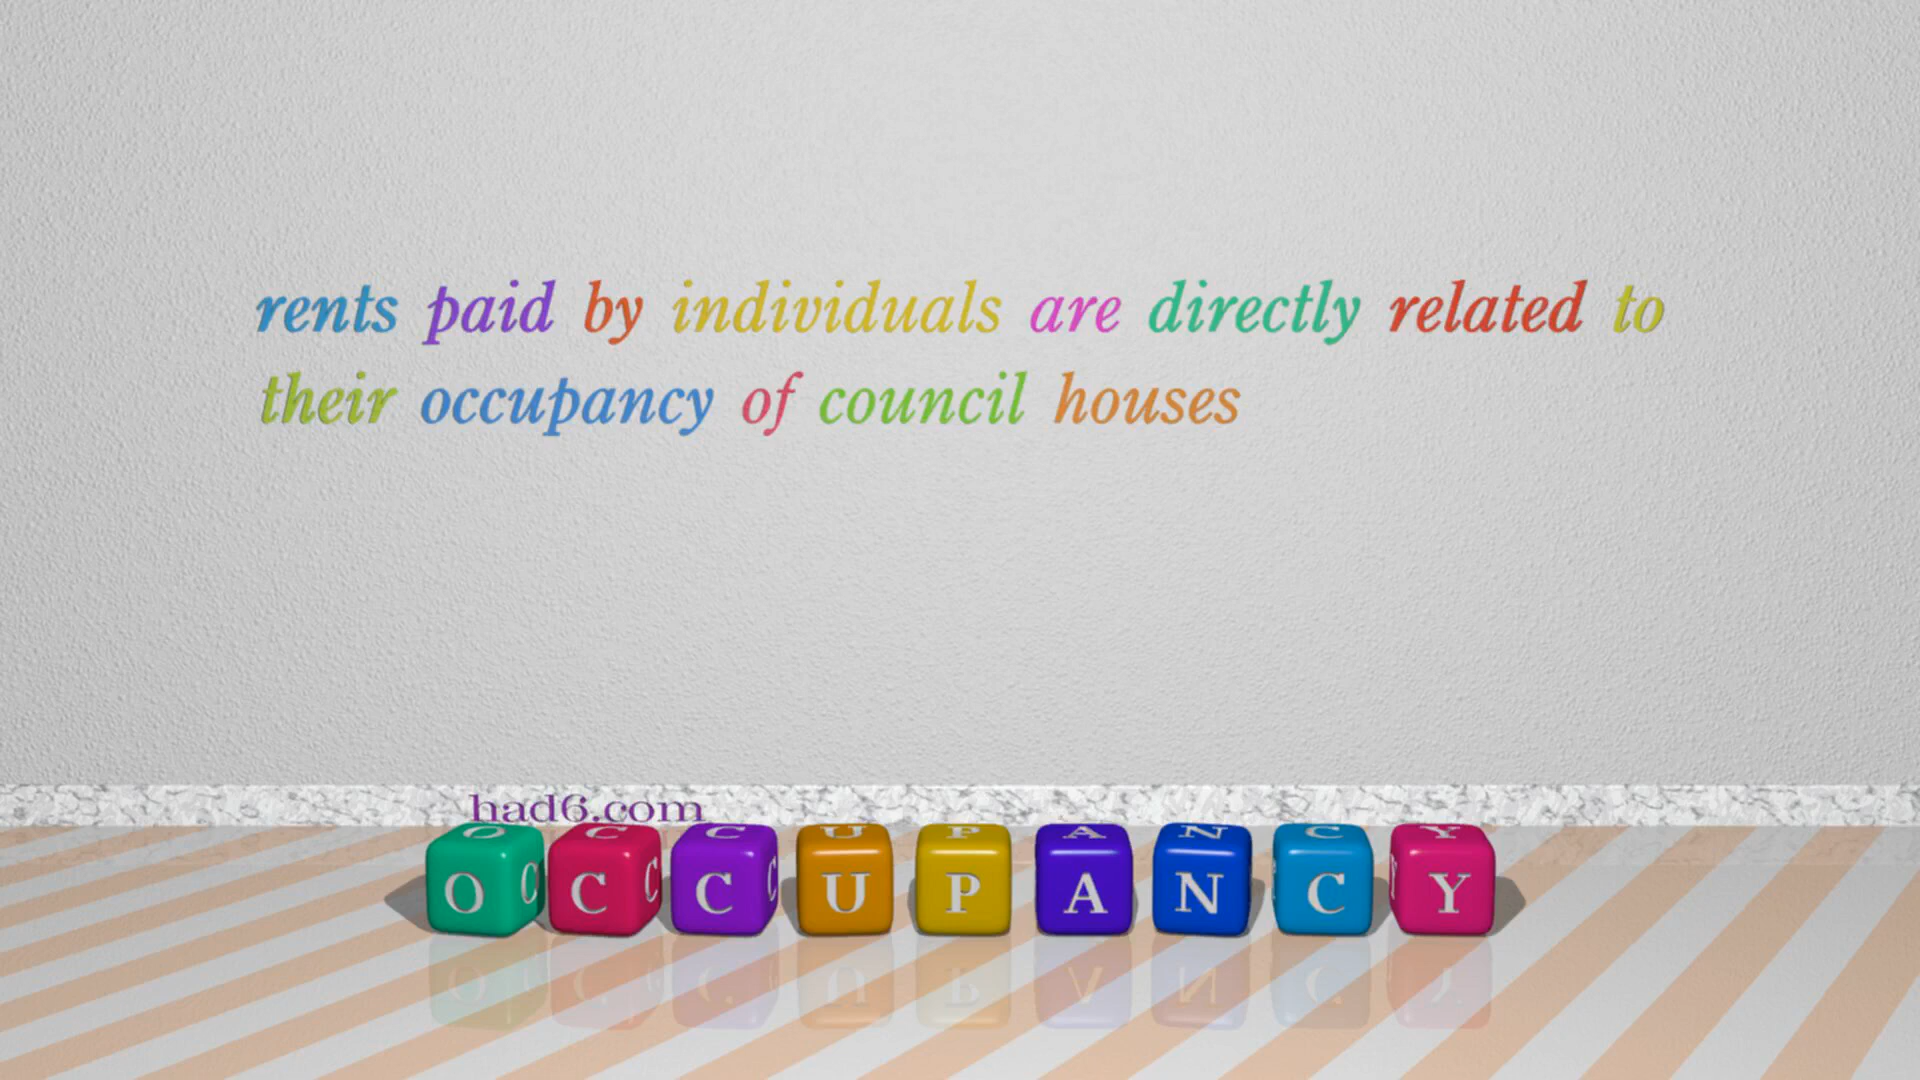 rents paid by individuals are directly related to
their occupancy of council houses
had6.com
OCCUPANCY